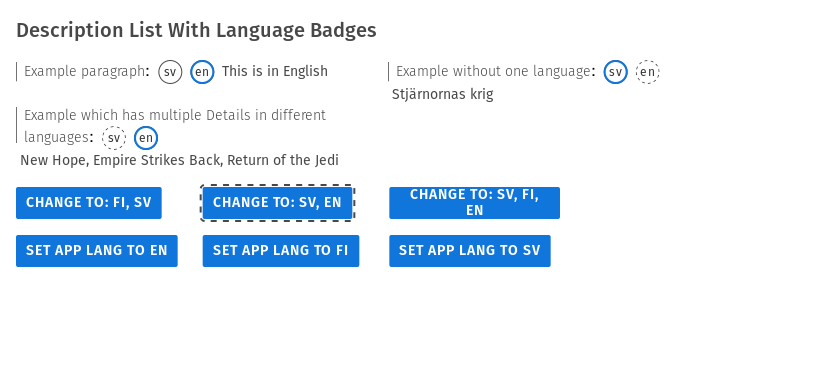 Description List With Language Badges
Example paragraph: sv en This is in English
Example without one language: sv en
Stjärnornas krig
Example which has multiple Details in different
languages: sv en
New Hope, Empire Strikes Back, Return of the Jedi
CHANGE TO: FI, SV
CHANGE TO: SV, EN
CHANGE TO: SV, FI,
EN
SET APP LANG TO EN
SET APP LANG TO FI
SET APP LANG TO SV